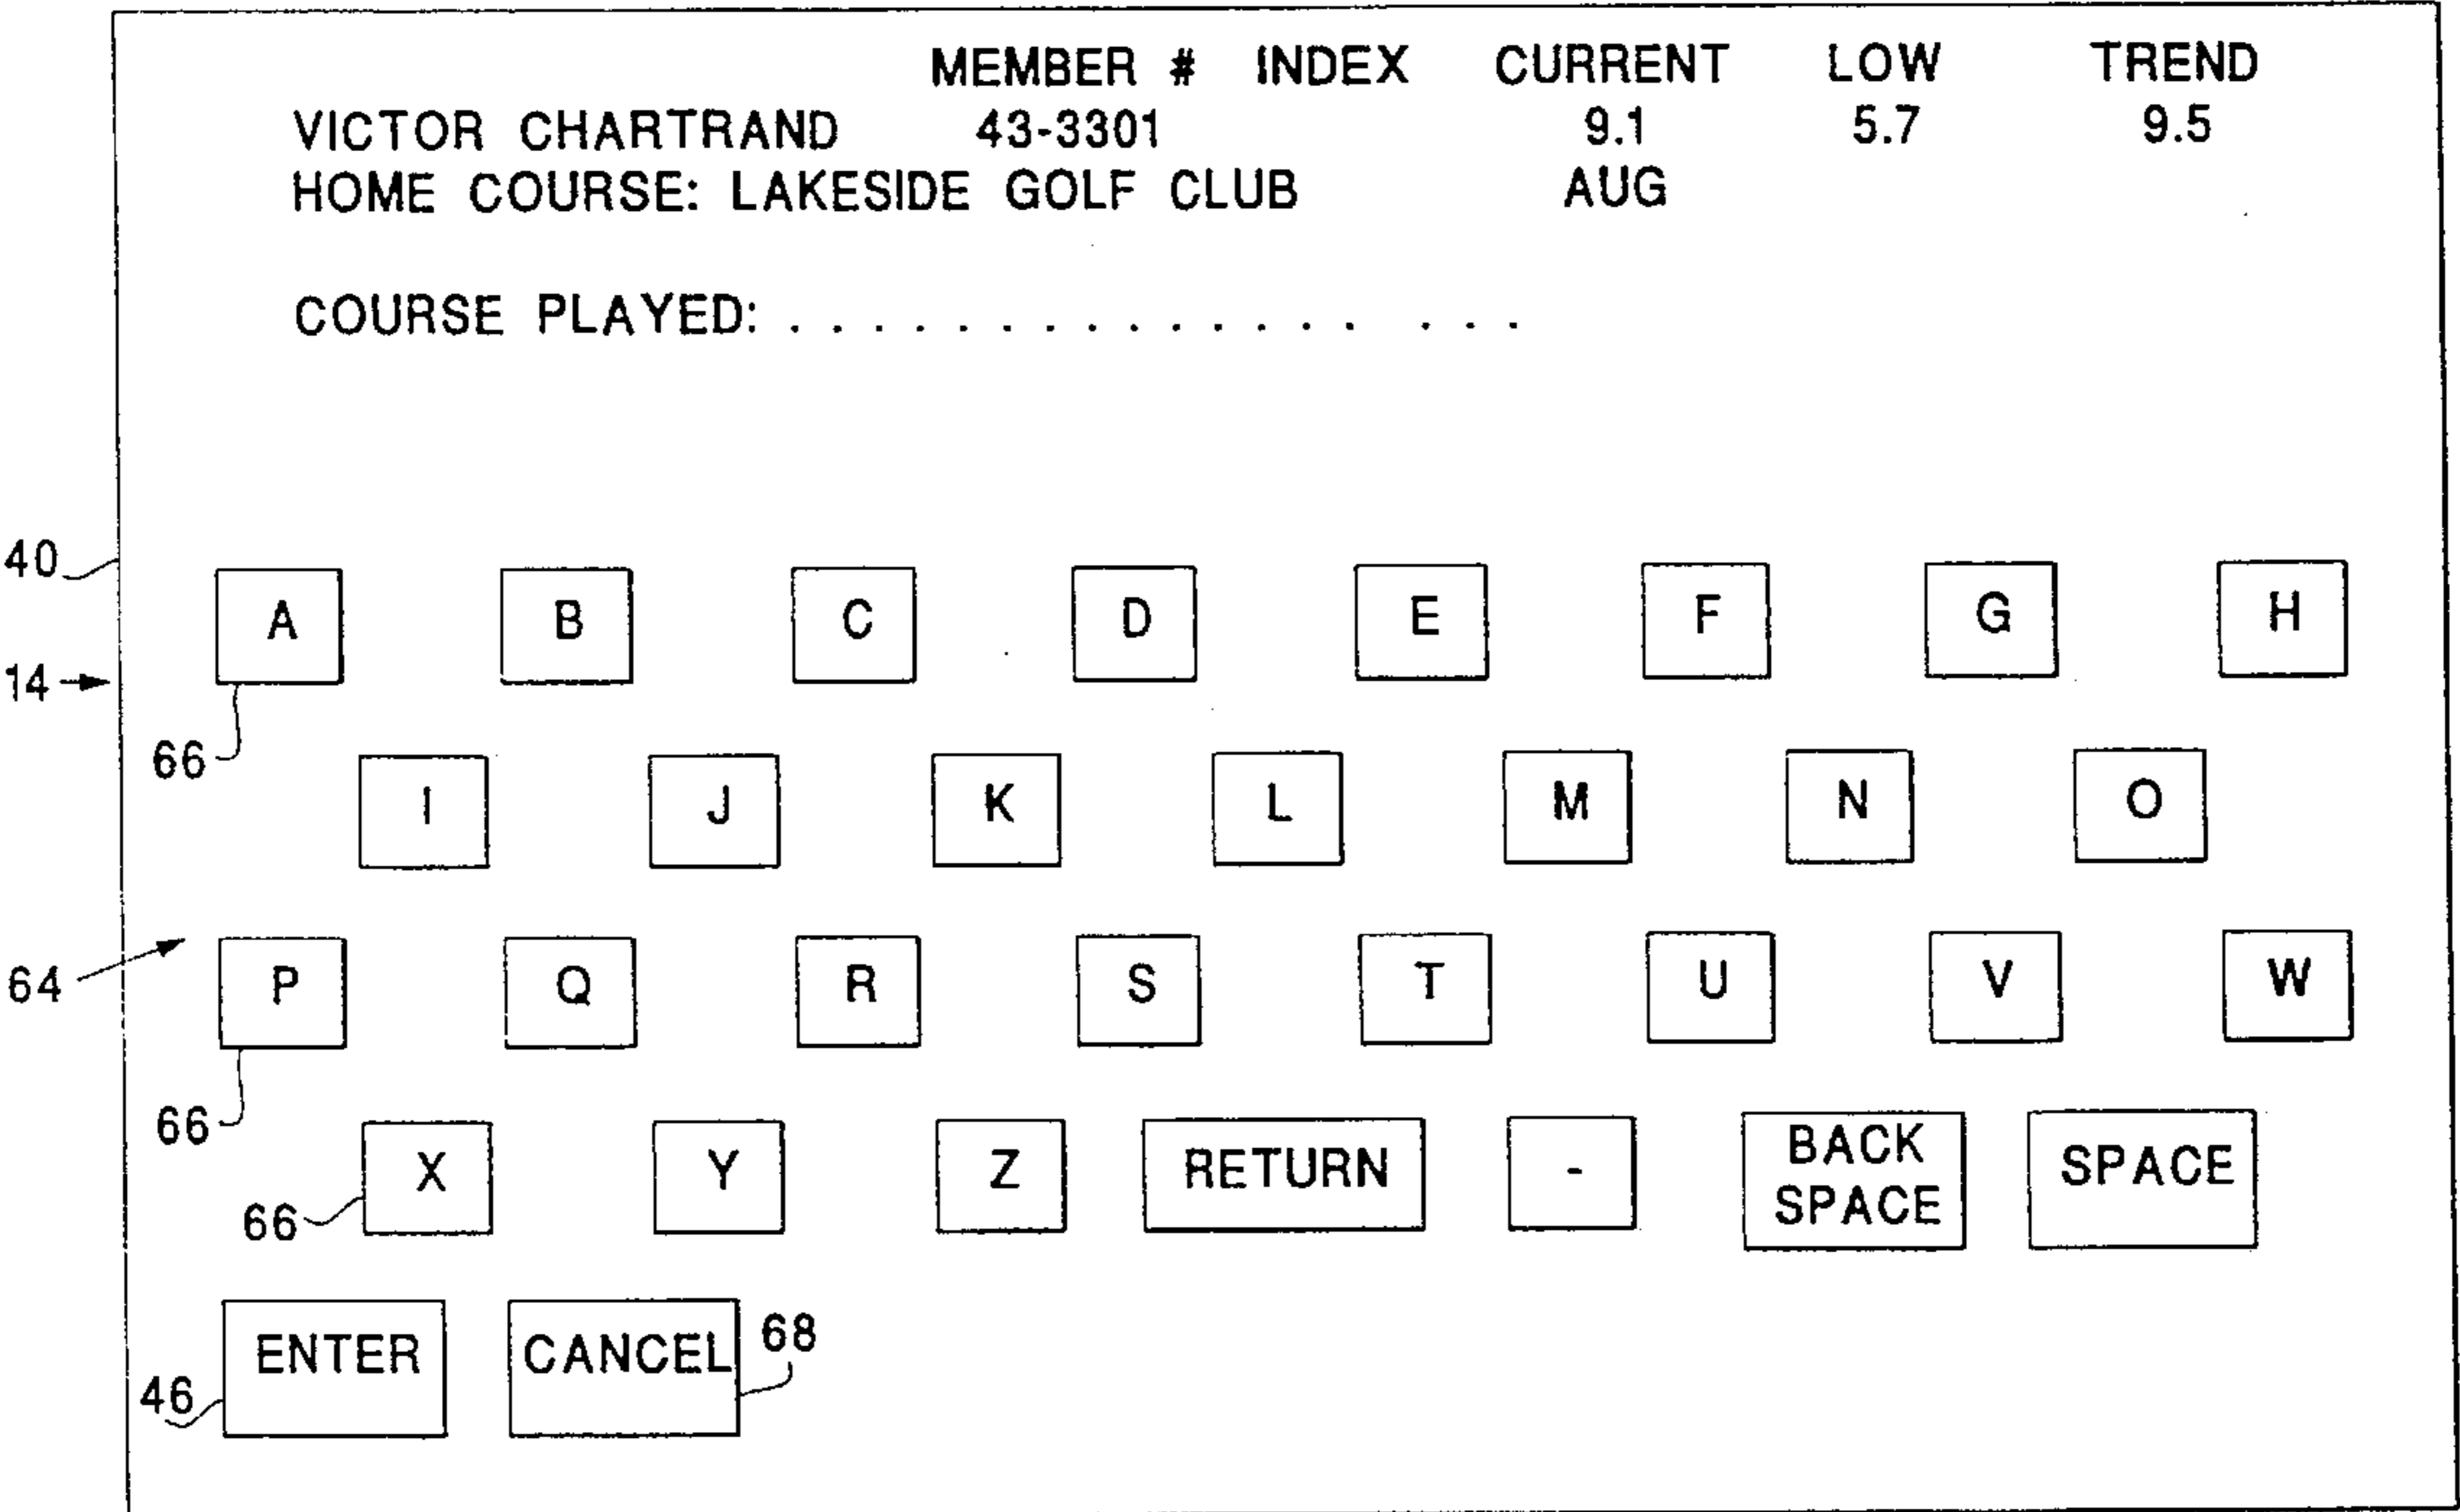 MEMBER # INDEX CURRENT LOW TREND
VICTOR CHARTRAND 43-3301 9.1 5.7 9.5
HOME COURSE: LAKESIDE GOLF CLUB AUG
COURSE PLAYED: . . . . . . . . . . . . . . . . .
40
A B C D E F G H
14
66
I J K L M N O
64
P Q R S T U V W
66
X Y Z RETURN - BACK SPACE SPACE
66
ENTER CANCEL 68
46